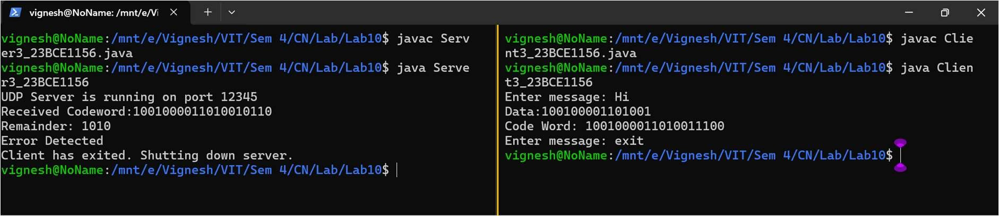 vignesh@NoName: /mnt/e/Vi
vignesh@NoName:/mnt/e/Vignesh/VIT/Sem 4/CN/Lab/Lab10$ javac Serv
er3_23BCE1156.java
vignesh@NoName:/mnt/e/Vignesh/VIT/Sem 4/CN/Lab/Lab10$ java Serve
r3_23BCE1156
UDP Server is running on port 12345
Received Codeword:1001000011010010110
Remainder: 1010
Error Detected
Client has exited. Shutting down server.
vignesh@NoName:/mnt/e/Vignesh/VIT/Sem 4/CN/Lab/Lab10$
vignesh@NoName:/mnt/e/Vignesh/VIT/Sem 4/CN/Lab/Lab10$ javac Clie
nt3_23BCE1156.java
vignesh@NoName:/mnt/e/Vignesh/VIT/Sem 4/CN/Lab/Lab10$ java Clien
t3_23BCE1156
Enter message: Hi
Data:100100001101001
Code Word: 1001000011010011100
Enter message: exit
vignesh@NoName:/mnt/e/Vignesh/VIT/Sem 4/CN/Lab/Lab10$